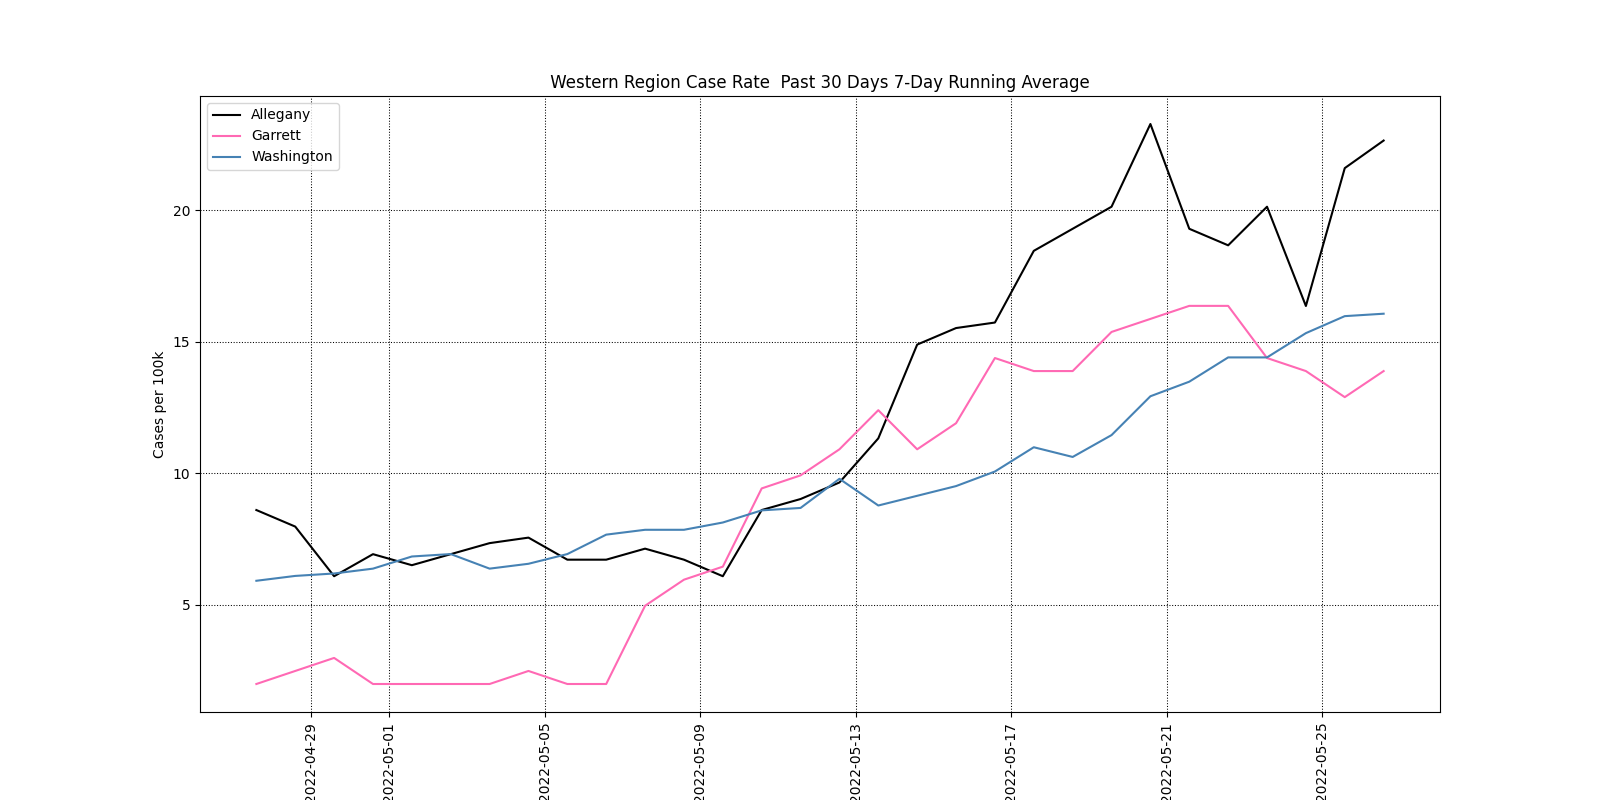 Western Region Case Rate  Past 30 Days 7-Day Running Average
Allegany
Garrett
Washington
Cases per 100k
20
15
10
5
2022-04-29
2022-05-01
2022-05-05
2022-05-09
2022-05-13
2022-05-17
2022-05-21
2022-05-25